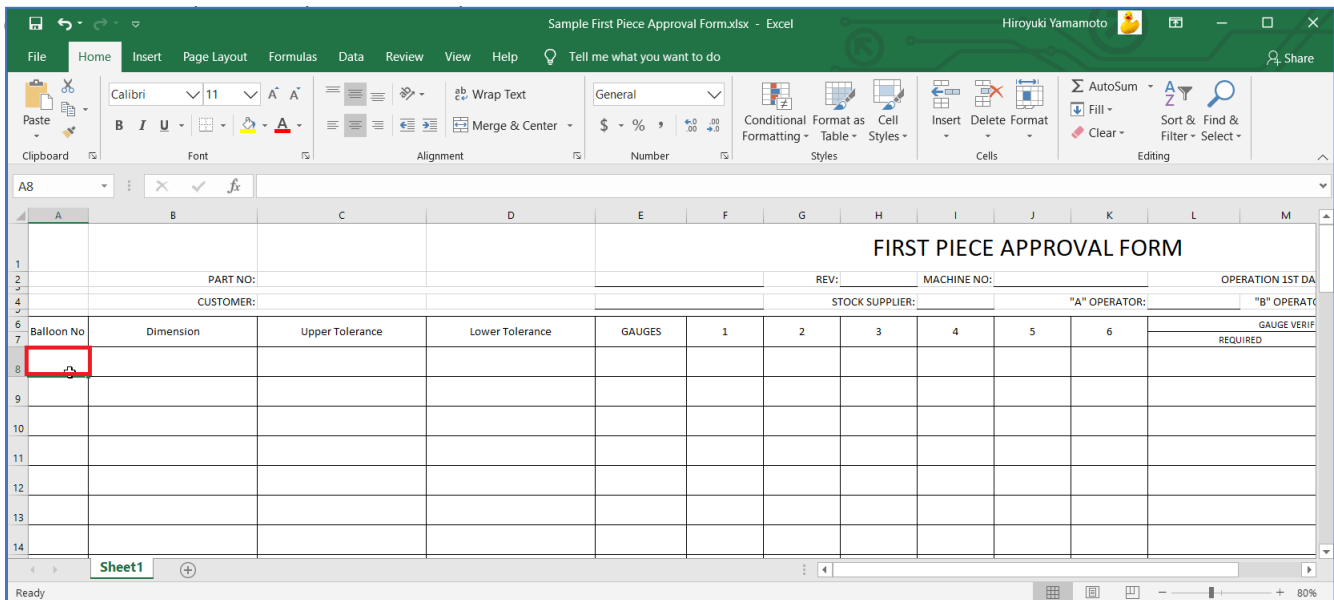 Sample First Piece Approval Form.xlsx - Excel
Hiroyuki Yamamoto
File Home Insert Page Layout Formulas Data Review View Help Tell me what you want to do
Share
Calibri 11 A A Wrap Text General AutoSum
Paste Fill
B I U A Merge & Center $ % , .00 Conditional Formatting Format as Table Cell Styles Insert Delete Format Clear Sort & Filter Find & Select
Clipboard Font Alignment Number Styles Cells Editing
A8 fx
A B C D E F G H I J K L M
1 FIRST PIECE APPROVAL FORM
2 PART NO: REV: MACHINE NO: OPERATION 1ST DA
4 CUSTOMER: STOCK SUPPLIER: "A" OPERATOR: "B" OPERAT
6 Balloon No Dimension Upper Tolerance Lower Tolerance GAUGES 1 2 3 4 5 6 GAUGE VERIF
7 REQUIRED
8
9
10
11
12
13
14
Sheet1
Ready 80%